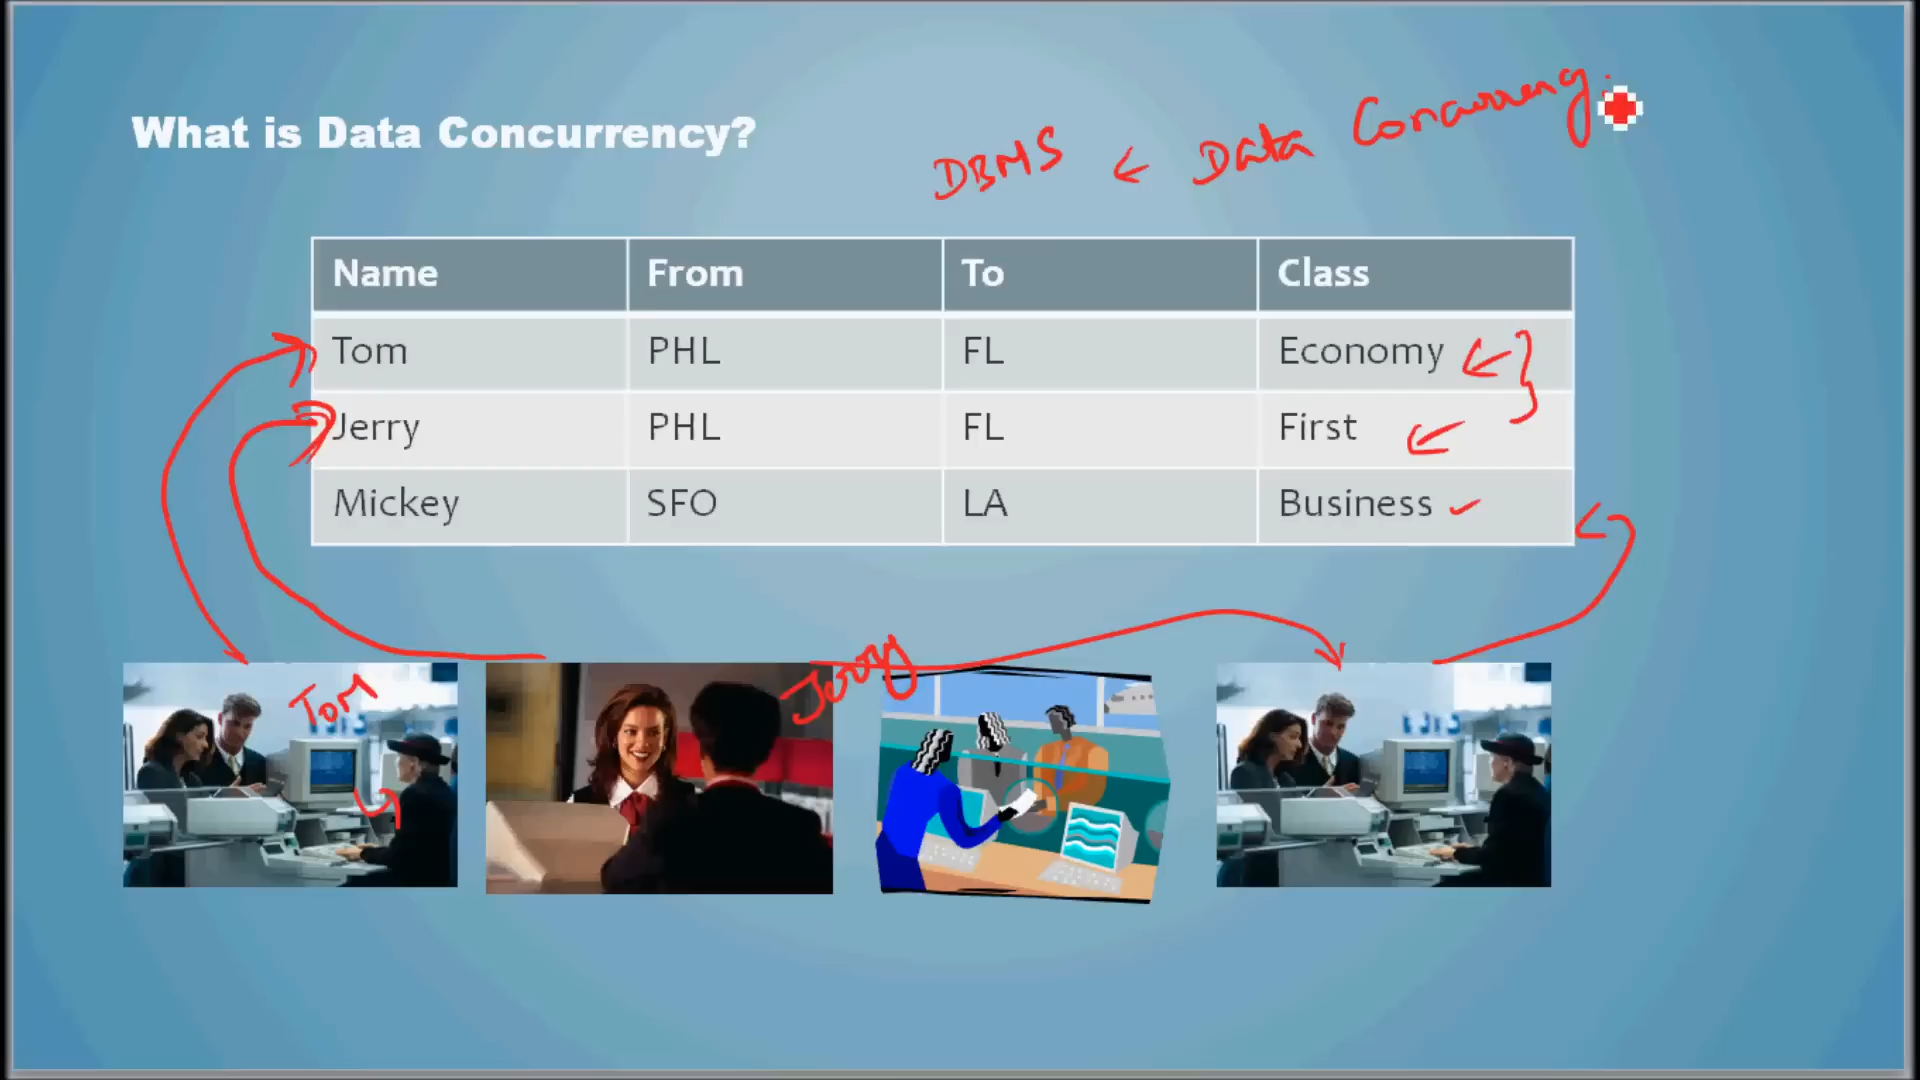 What is Data Concurrency?
DBMS ← Data Concurrency.
Name From To Class
Tom PHL FL Economy
Jerry PHL FL First
Mickey SFO LA Business
Tom
Jerry